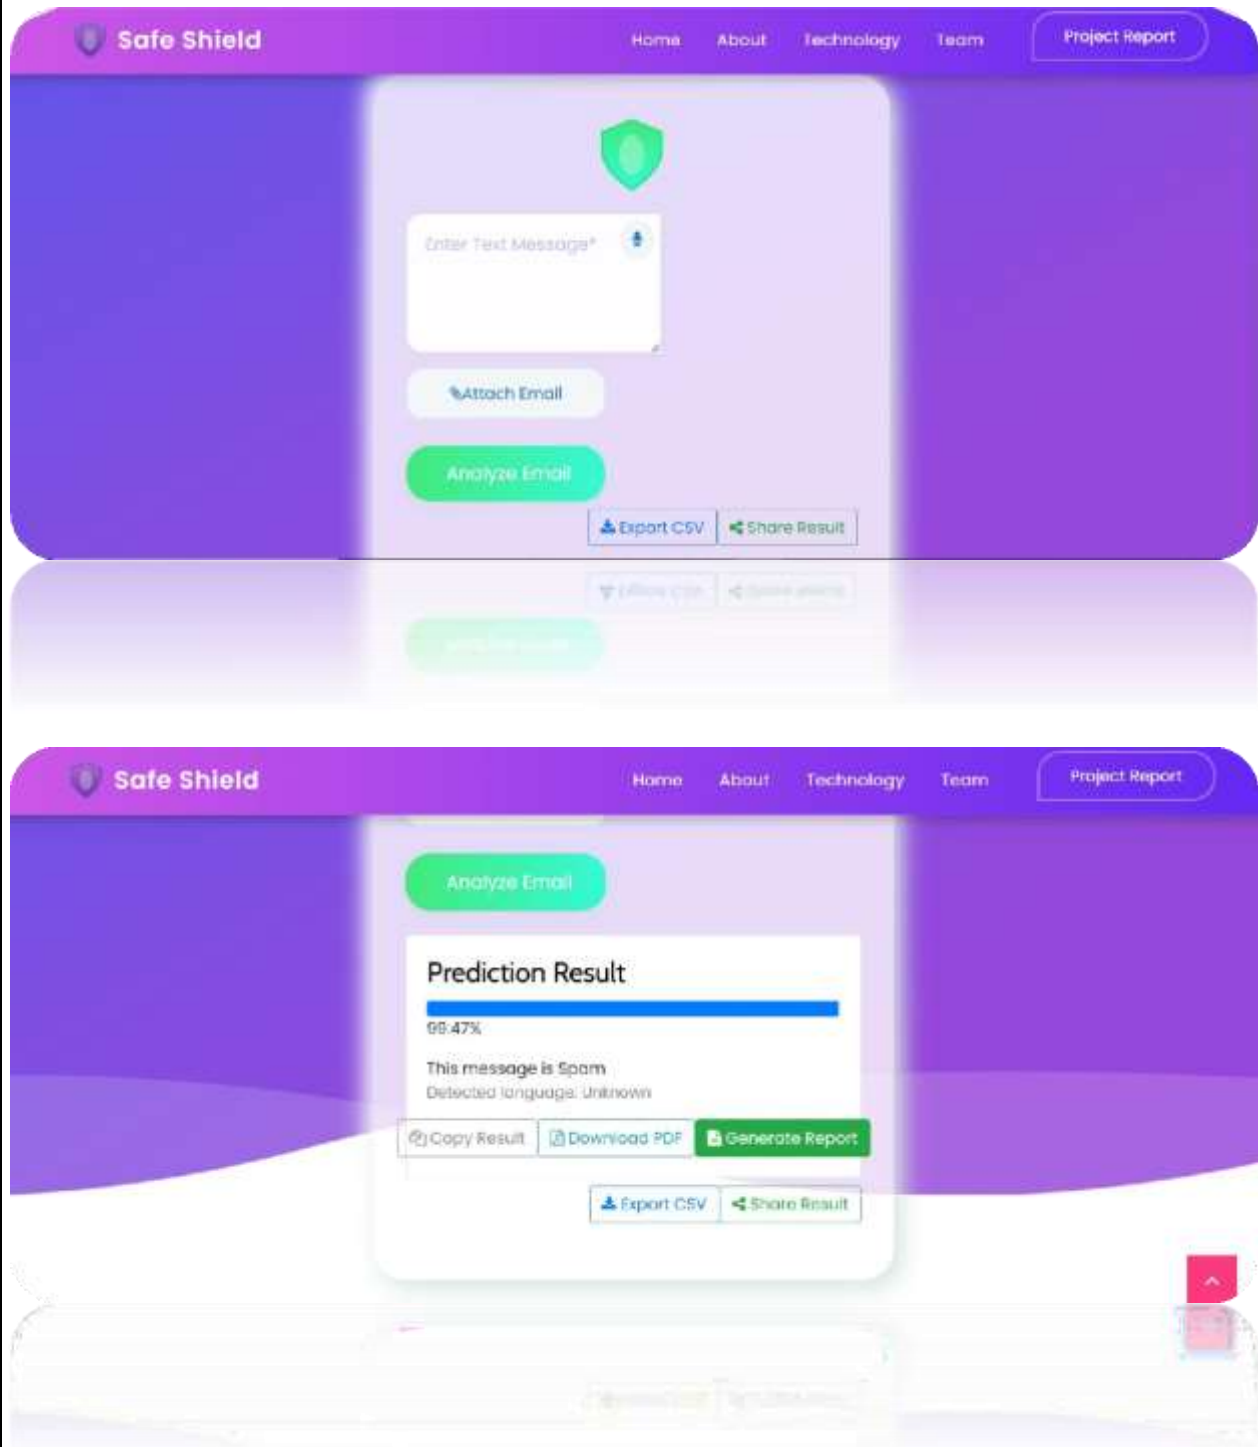 Safe Shield
Home About Technology Team Project Report
Enter Text Message*
Attach Email
Analyze Email
Export CSV Share Result
Safe Shield
Home About Technology Team Project Report
Analyze Email
Prediction Result
99.47%
This message is Spam
Detected language: Unknown
Copy Result Download PDF Generate Report
Export CSV Share Result